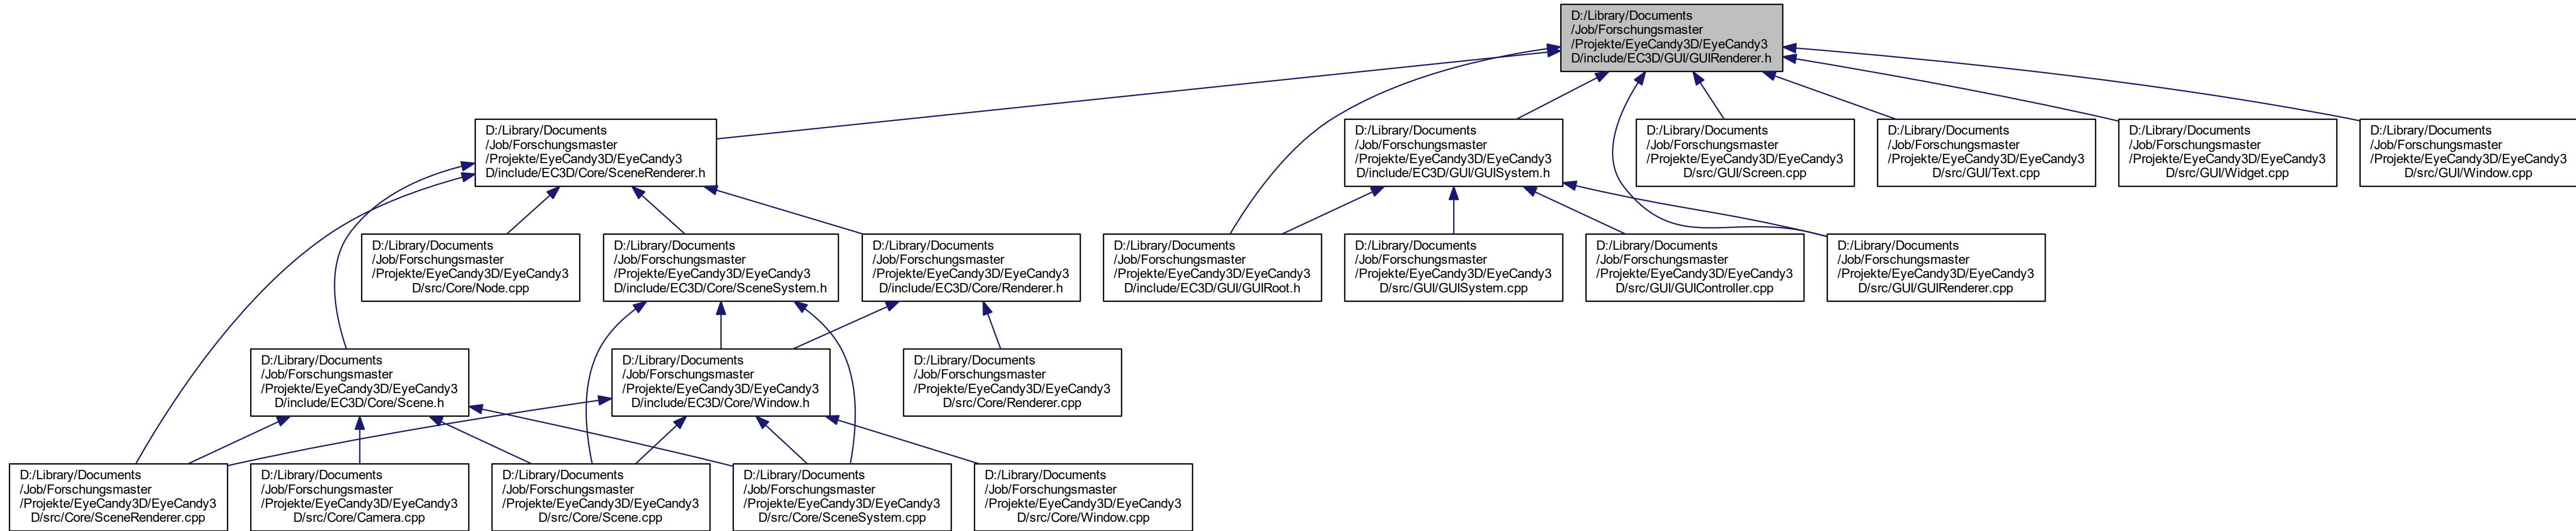 D:/Library/Documents
/Job/Forschungsmaster
/Projekte/EyeCandy3D/EyeCandy3
D/include/EC3D/GUI/GUIRenderer.h
D:/Library/Documents
/Job/Forschungsmaster
/Projekte/EyeCandy3D/EyeCandy3
D/include/EC3D/Core/SceneRenderer.h
D:/Library/Documents
/Job/Forschungsmaster
/Projekte/EyeCandy3D/EyeCandy3
D/include/EC3D/GUI/GUISystem.h
D:/Library/Documents
/Job/Forschungsmaster
/Projekte/EyeCandy3D/EyeCandy3
D/src/GUI/Screen.cpp
D:/Library/Documents
/Job/Forschungsmaster
/Projekte/EyeCandy3D/EyeCandy3
D/src/GUI/Text.cpp
D:/Library/Documents
/Job/Forschungsmaster
/Projekte/EyeCandy3D/EyeCandy3
D/src/GUI/Widget.cpp
D:/Library/Documents
/Job/Forschungsmaster
/Projekte/EyeCandy3D/EyeCandy3
D/src/GUI/Window.cpp
D:/Library/Documents
/Job/Forschungsmaster
/Projekte/EyeCandy3D/EyeCandy3
D/src/Core/Node.cpp
D:/Library/Documents
/Job/Forschungsmaster
/Projekte/EyeCandy3D/EyeCandy3
D/include/EC3D/Core/SceneSystem.h
D:/Library/Documents
/Job/Forschungsmaster
/Projekte/EyeCandy3D/EyeCandy3
D/include/EC3D/Core/Renderer.h
D:/Library/Documents
/Job/Forschungsmaster
/Projekte/EyeCandy3D/EyeCandy3
D/include/EC3D/GUI/GUIRoot.h
D:/Library/Documents
/Job/Forschungsmaster
/Projekte/EyeCandy3D/EyeCandy3
D/src/GUI/GUISystem.cpp
D:/Library/Documents
/Job/Forschungsmaster
/Projekte/EyeCandy3D/EyeCandy3
D/src/GUI/GUIController.cpp
D:/Library/Documents
/Job/Forschungsmaster
/Projekte/EyeCandy3D/EyeCandy3
D/src/GUI/GUIRenderer.cpp
D:/Library/Documents
/Job/Forschungsmaster
/Projekte/EyeCandy3D/EyeCandy3
D/include/EC3D/Core/Scene.h
D:/Library/Documents
/Job/Forschungsmaster
/Projekte/EyeCandy3D/EyeCandy3
D/include/EC3D/Core/Window.h
D:/Library/Documents
/Job/Forschungsmaster
/Projekte/EyeCandy3D/EyeCandy3
D/src/Core/Renderer.cpp
D:/Library/Documents
/Job/Forschungsmaster
/Projekte/EyeCandy3D/EyeCandy3
D/src/Core/SceneRenderer.cpp
D:/Library/Documents
/Job/Forschungsmaster
/Projekte/EyeCandy3D/EyeCandy3
D/src/Core/Camera.cpp
D:/Library/Documents
/Job/Forschungsmaster
/Projekte/EyeCandy3D/EyeCandy3
D/src/Core/Scene.cpp
D:/Library/Documents
/Job/Forschungsmaster
/Projekte/EyeCandy3D/EyeCandy3
D/src/Core/SceneSystem.cpp
D:/Library/Documents
/Job/Forschungsmaster
/Projekte/EyeCandy3D/EyeCandy3
D/src/Core/Window.cpp